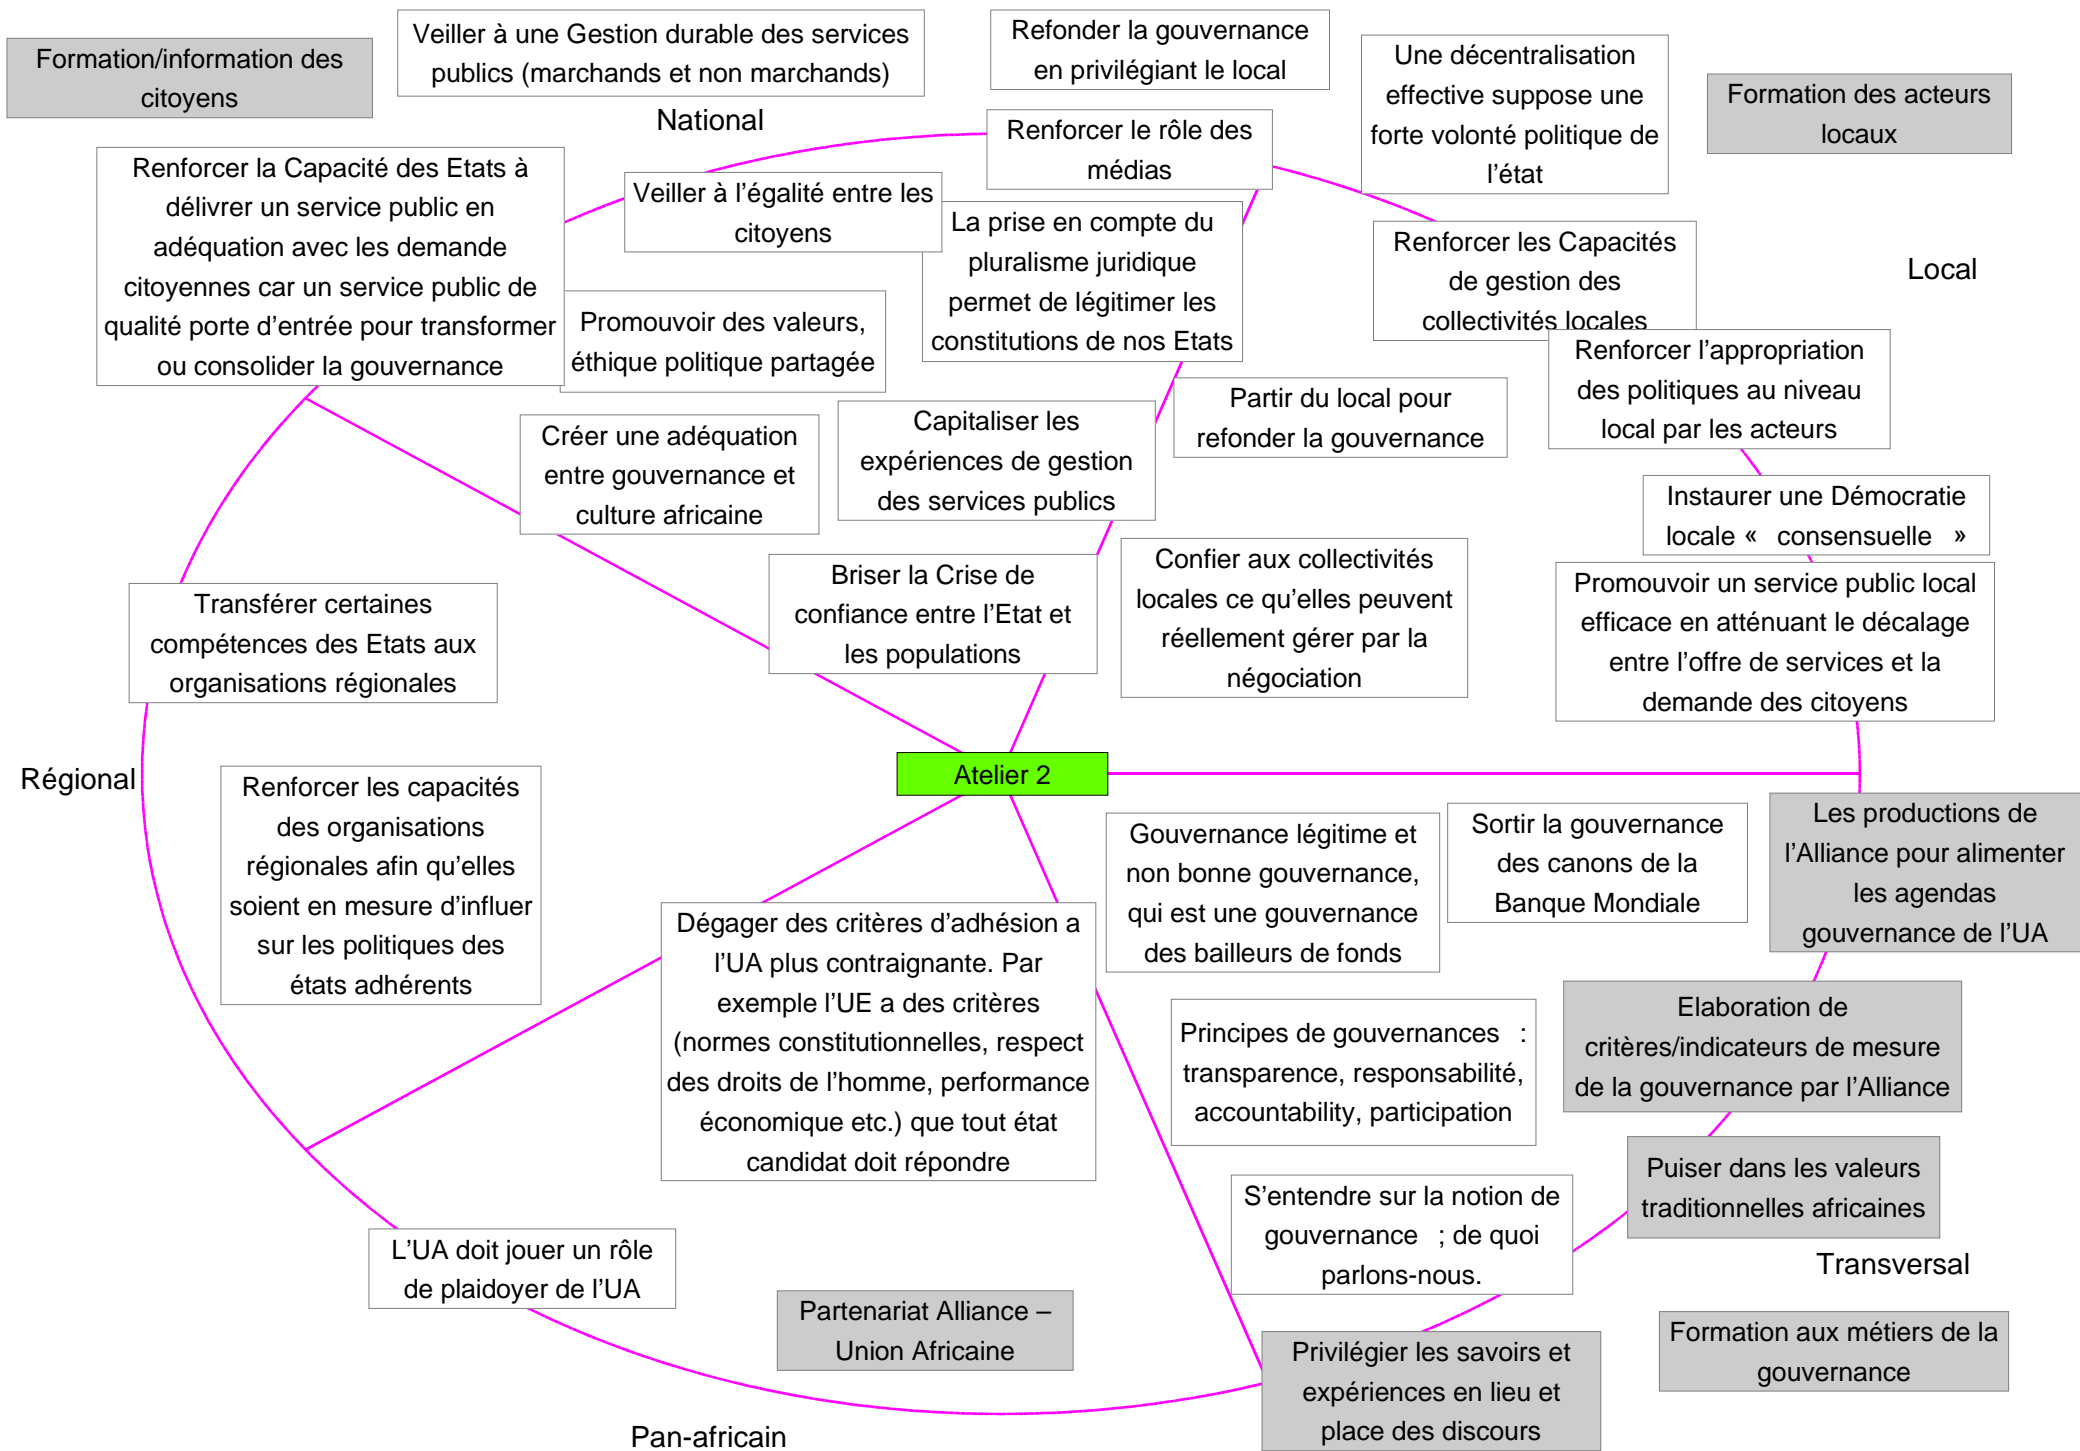 Formation/information des
citoyens
Veiller à une Gestion durable des services
publics (marchands et non marchands)
National
Refonder la gouvernance
en privilégiant le local
Une décentralisation
effective suppose une
forte volonté politique de
l’état
Formation des acteurs
locaux
Renforcer le rôle des
médias
Renforcer la Capacité des Etats à
délivrer un service public en
adéquation avec les demande
citoyennes car un service public de
qualité porte d’entrée pour transformer
ou consolider la gouvernance
Veiller à l’égalité entre les
citoyens
La prise en compte du
pluralisme juridique
permet de légitimer les
constitutions de nos Etats
Renforcer les Capacités
de gestion des
collectivités locales
Local
Promouvoir des valeurs,
éthique politique partagée
Renforcer l’appropriation
des politiques au niveau
local par les acteurs
Partir du local pour
refonder la gouvernance
Créer une adéquation
entre gouvernance et
culture africaine
Capitaliser les
expériences de gestion
des services publics
Instaurer une Démocratie
locale « consensuelle »
Briser la Crise de
confiance entre l’Etat et
les populations
Confier aux collectivités
locales ce qu’elles peuvent
réellement gérer par la
négociation
Promouvoir un service public local
efficace en atténuant le décalage
entre l’offre de services et la
demande des citoyens
Transférer certaines
compétences des Etats aux
organisations régionales
Régional
Atelier 2
Renforcer les capacités
des organisations
régionales afin qu’elles
soient en mesure d’influer
sur les politiques des
états adhérents
Gouvernance légitime et
non bonne gouvernance,
qui est une gouvernance
des bailleurs de fonds
Sortir la gouvernance
des canons de la
Banque Mondiale
Les productions de
l’Alliance pour alimenter
les agendas
gouvernance de l’UA
Dégager des critères d’adhésion a
l’UA plus contraignante. Par
exemple l’UE a des critères
(normes constitutionnelles, respect
des droits de l’homme, performance
économique etc.) que tout état
candidat doit répondre
Elaboration de
critères/indicateurs de mesure
de la gouvernance par l’Alliance
Principes de gouvernances :
transparence, responsabilité,
accountability, participation
Puiser dans les valeurs
traditionnelles africaines
S’entendre sur la notion de
gouvernance ; de quoi
parlons-nous.
Transversal
L’UA doit jouer un rôle
de plaidoyer de l’UA
Partenariat Alliance –
Union Africaine
Formation aux métiers de la
gouvernance
Privilégier les savoirs et
expériences en lieu et
place des discours
Pan-africain